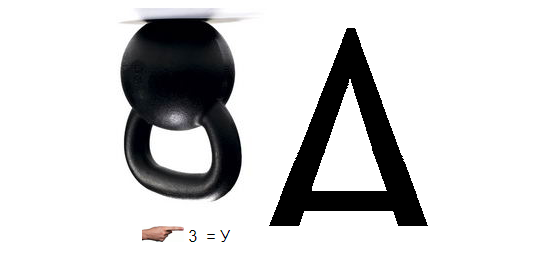 А
3 = У